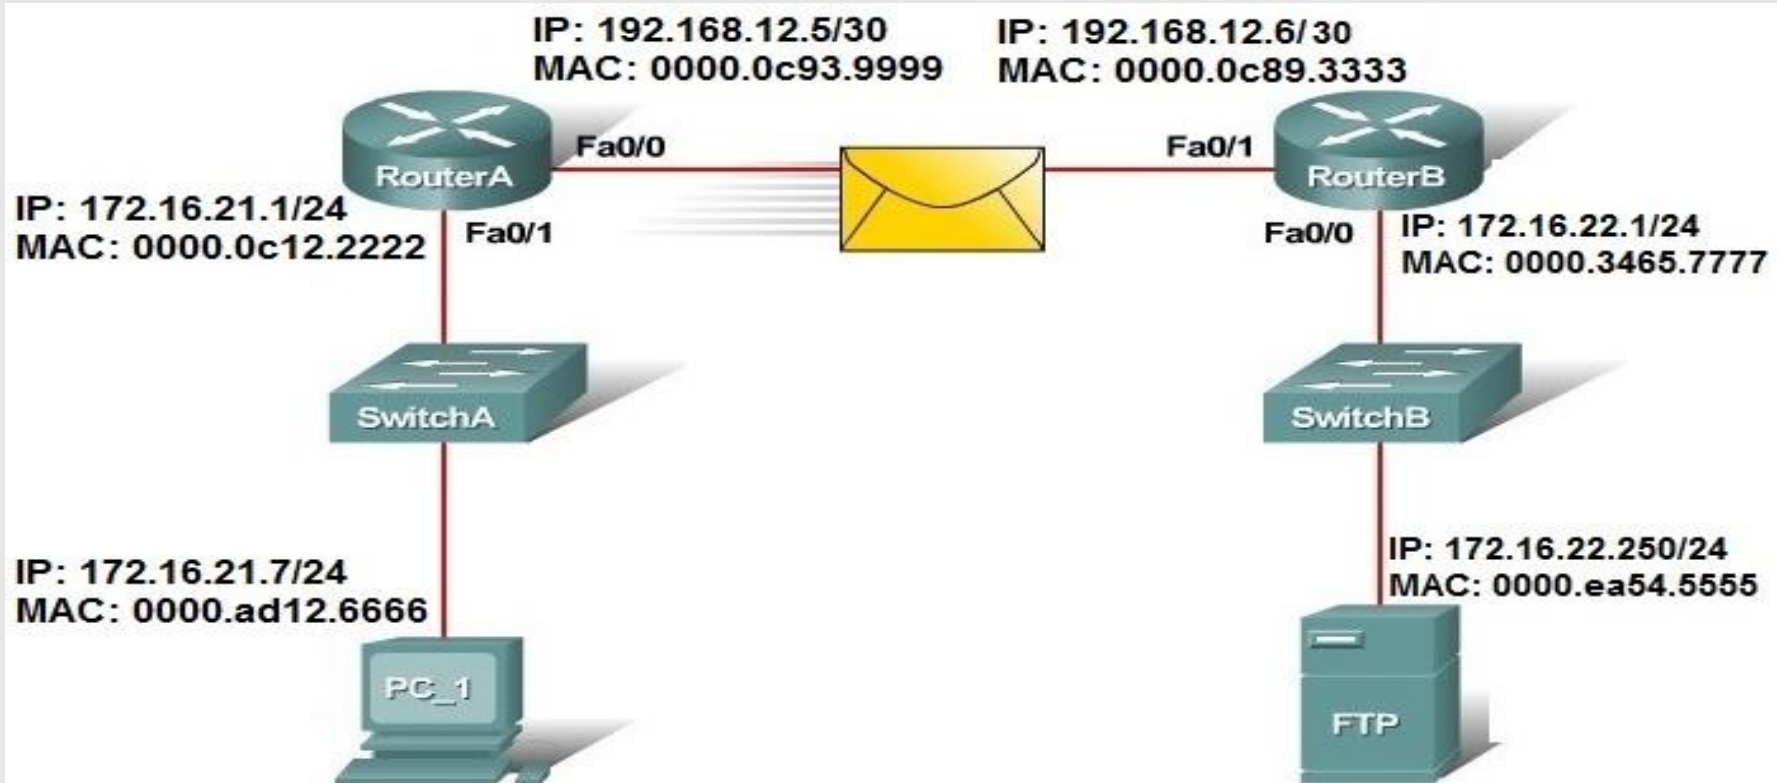 IP: 192.168.12.5/30
MAC: 0000.0c93.9999
IP: 192.168.12.6/30
MAC: 0000.0c89.3333
Fa0/0
Fa0/1
RouterA
RouterB
IP: 172.16.21.1/24
MAC: 0000.0c12.2222
Fa0/1
Fa0/0
IP: 172.16.22.1/24
MAC: 0000.3465.7777
SwitchA
SwitchB
IP: 172.16.21.7/24
MAC: 0000.ad12.6666
IP: 172.16.22.250/24
MAC: 0000.ea54.5555
PC_1
FTP